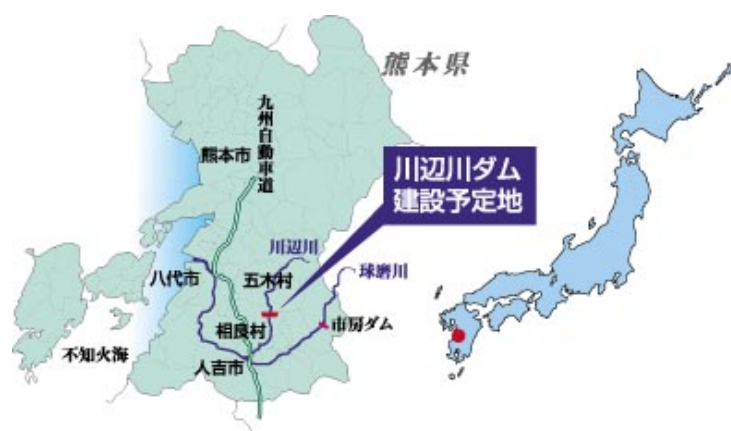 熊本県
九州自動車道
熊本市
川辺川ダム
建設予定地
川辺川
球磨川
八代市
五木村
相良村
市房ダム
不知火海
人吉市